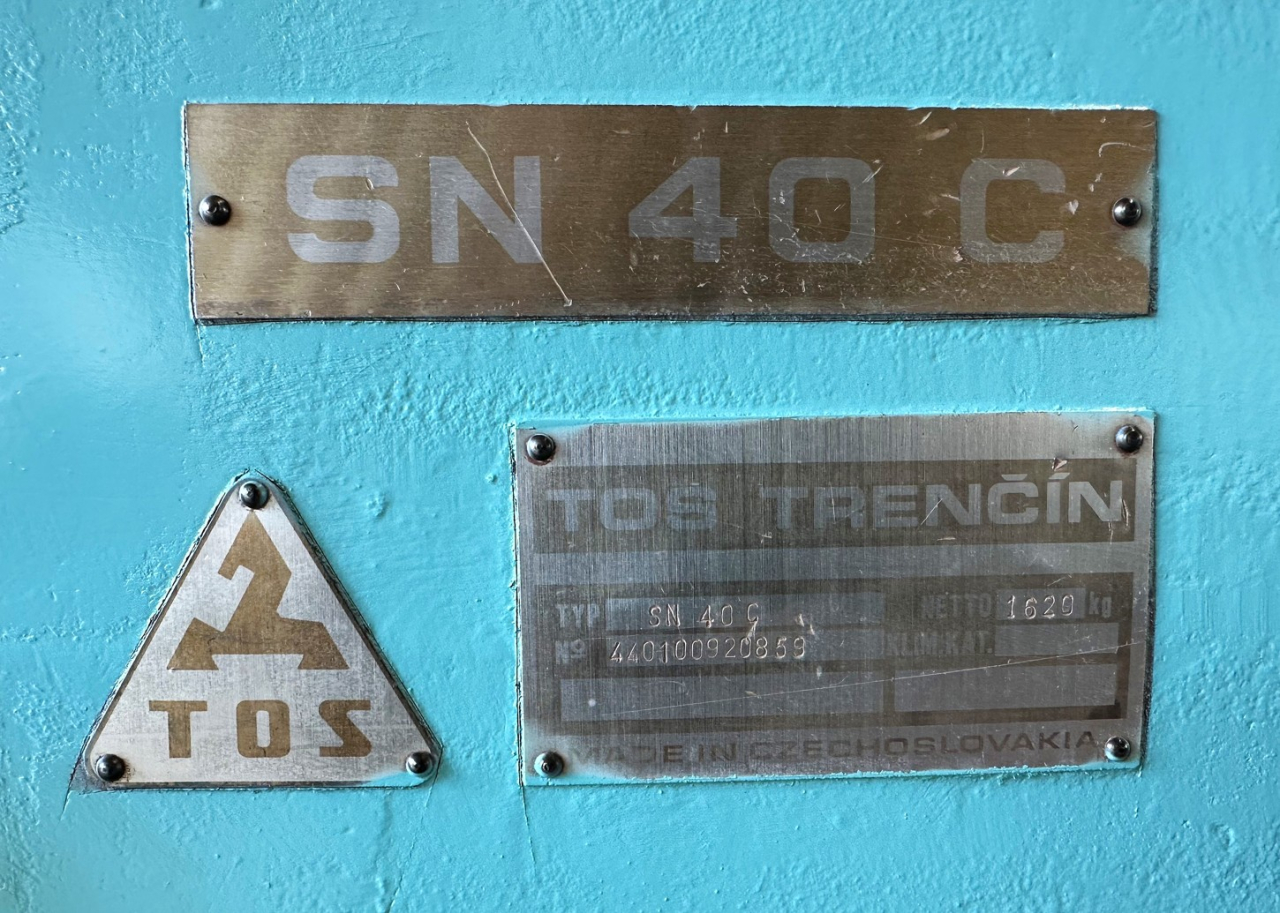 SN 40 C
TOS
TOS TRENČÍN
TYP SN 40 C NETTO 1620 kg
Nº 440100920859 KLIM.KAT.
MADE IN CZECHOSLOVAKIA